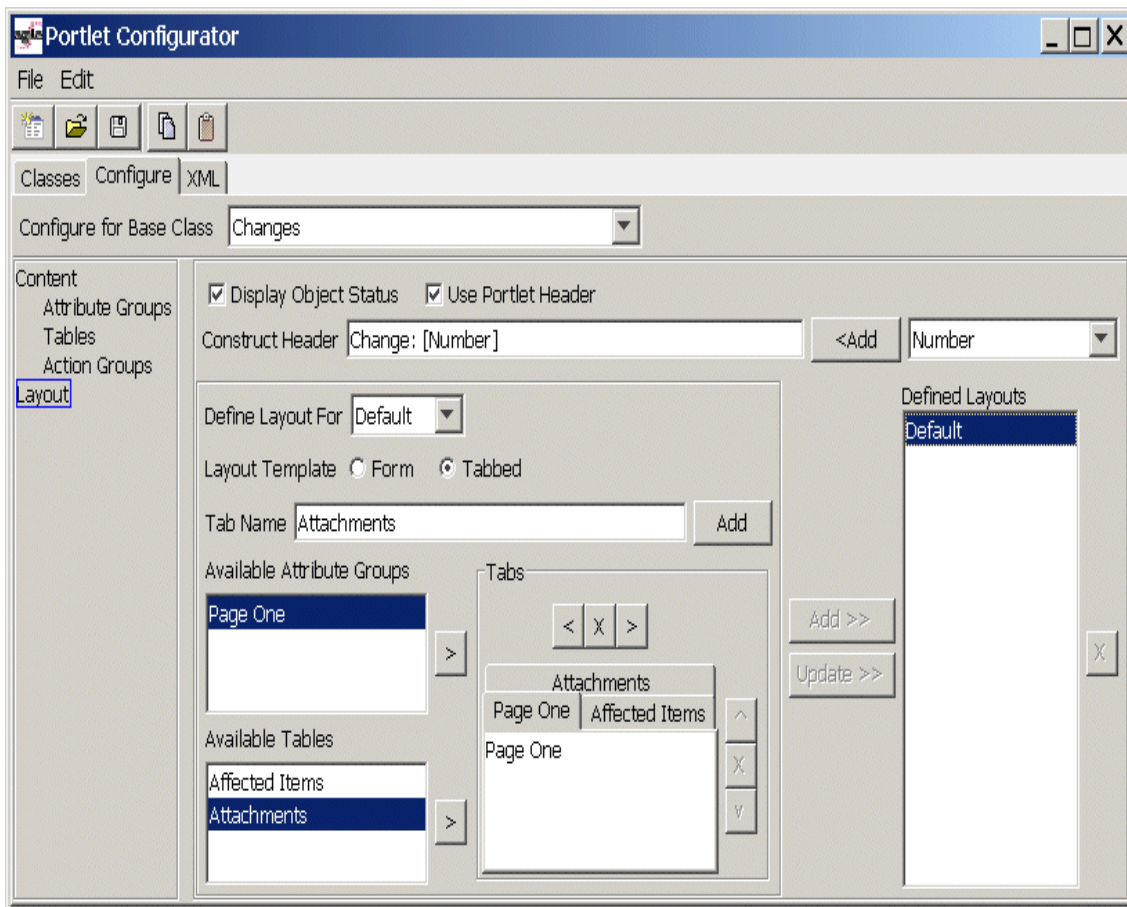 agile Portlet Configurator
File Edit
Classes Configure XML
Configure for Base Class Changes
Content
Attribute Groups
Tables
Action Groups
Layout
Display Object Status Use Portlet Header
Construct Header Change: [Number] <Add Number
Define Layout For Default
Layout Template Form Tabbed
Tab Name Attachments Add
Available Attribute Groups
Page One
>
Available Tables
Affected Items
Attachments
>
Tabs
< X >
Attachments
Page One Affected Items
Page One
^
X
v
Add >>
Update >>
Defined Layouts
Default
X